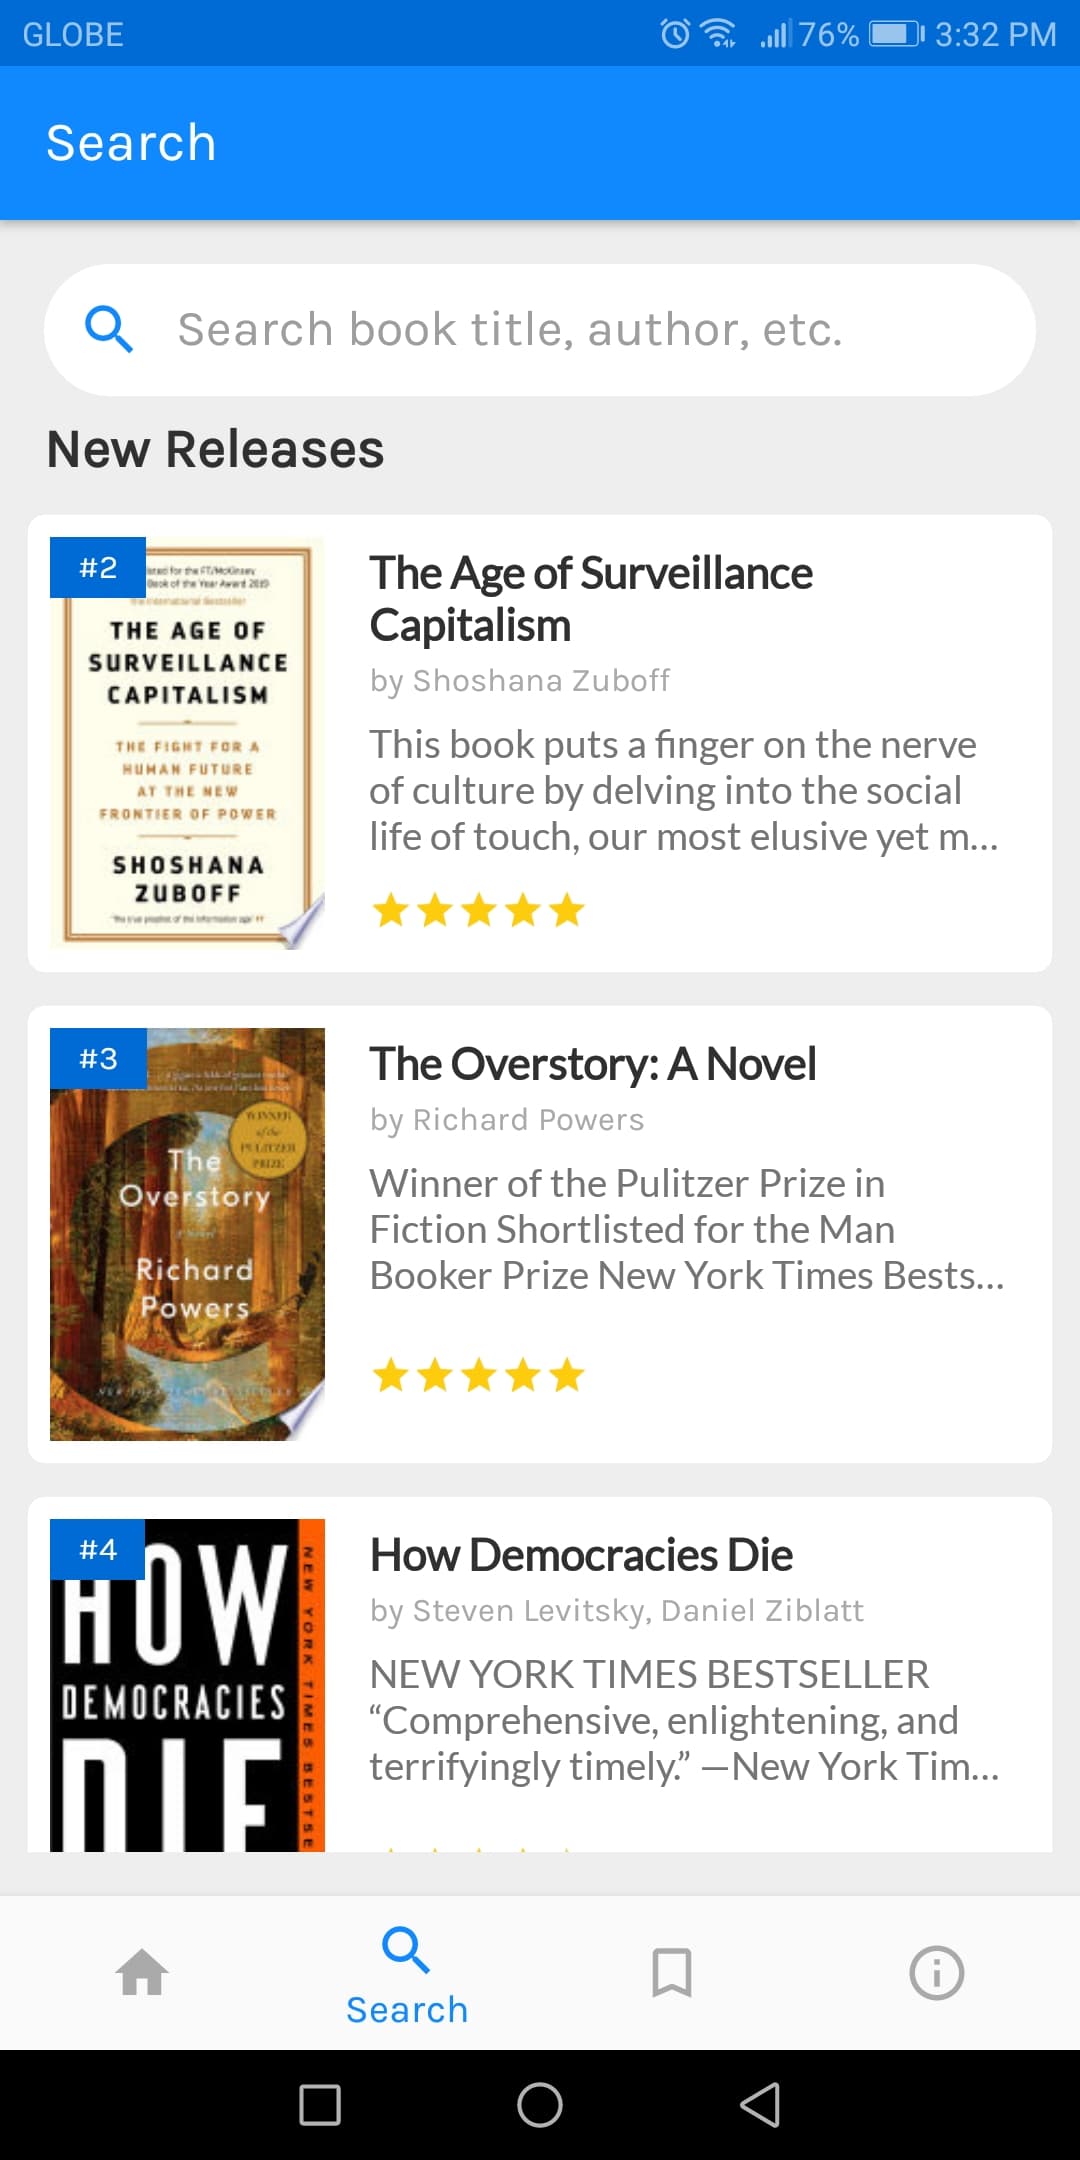 GLOBE
76%
3:32 PM
Search
Search book title, author, etc.
New Releases
#2
Book of the Year Award 2019
THE AGE OF
SURVEILLANCE
CAPITALISM
THE FIGHT FOR A
HUMAN FUTURE
AT THE NEW
FRONTIER OF POWER
SHOSHANA
ZUBOFF
The Age of Surveillance
Capitalism
by Shoshana Zuboff
This book puts a finger on the nerve
of culture by delving into the social
life of touch, our most elusive yet m...
#3
WINNER
of the
PULITZER
PRIZE
The
Overstory
Richard
Powers
The Overstory: A Novel
by Richard Powers
Winner of the Pulitzer Prize in
Fiction Shortlisted for the Man
Booker Prize New York Times Bests...
#4
HOW
DEMOCRACIES
DIE
NEW YORK TIMES BESTSE
How Democracies Die
by Steven Levitsky, Daniel Ziblatt
NEW YORK TIMES BESTSELLER
“Comprehensive, enlightening, and
terrifyingly timely.” —New York Tim...
Search